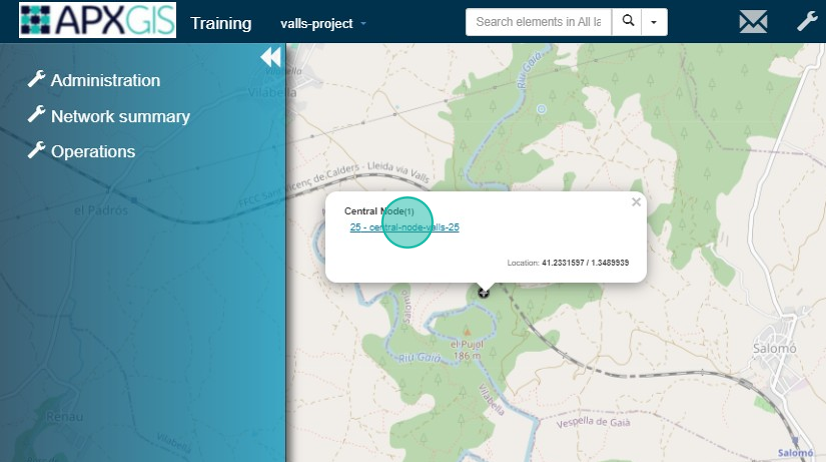 APXGIS Training valls-project
Search elements in All la
Administration
Network summary
Operations
Vilabella
Riu Gaià
FFCC Sant Vicenç de Calders - Lleida via Valls
el Padrós
Central Node(1)
25 - central-node-valls-25
Location: 41.2331597 / 1.3489939
el Pujol
186 m
Riu Gaià
Salomó
Vilabella
Salomó
Renau
Vilabella
Vespella de Gaià
Salomó